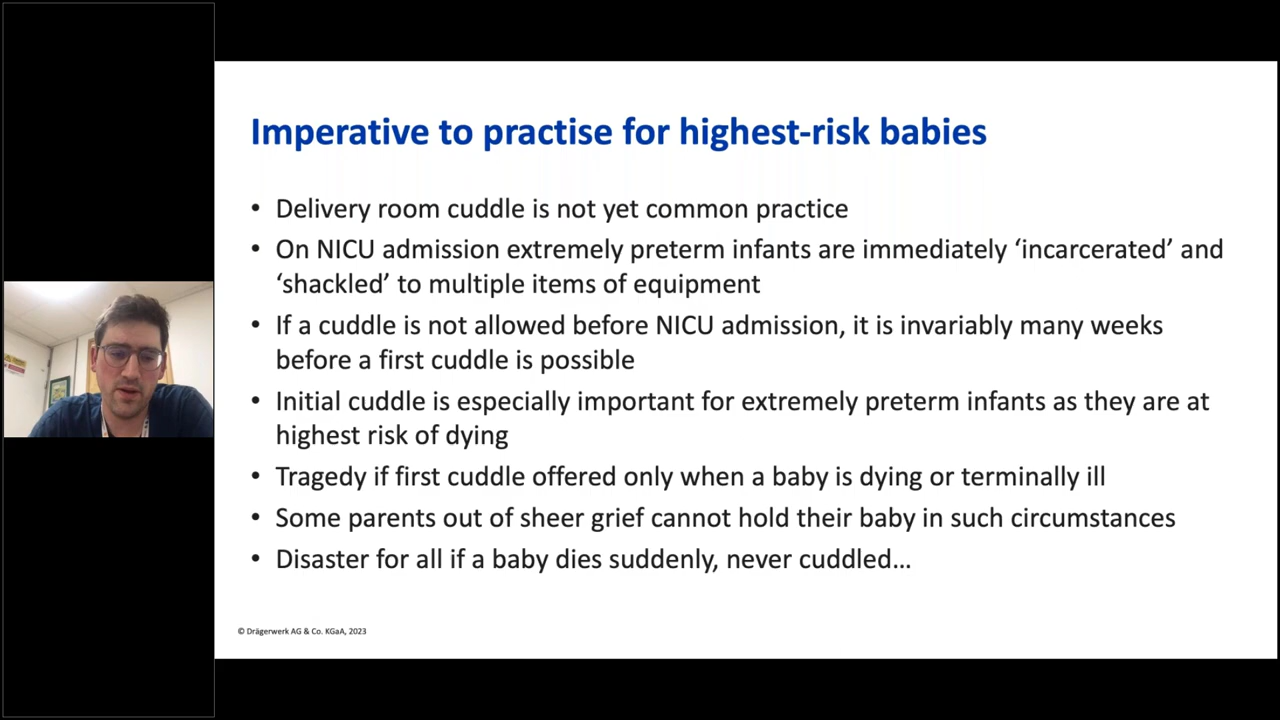 Imperative to practise for highest-risk babies
• Delivery room cuddle is not yet common practice
• On NICU admission extremely preterm infants are immediately ‘incarcerated’ and
‘shackled’ to multiple items of equipment
• If a cuddle is not allowed before NICU admission, it is invariably many weeks
before a first cuddle is possible
• Initial cuddle is especially important for extremely preterm infants as they are at
highest risk of dying
• Tragedy if first cuddle offered only when a baby is dying or terminally ill
• Some parents out of sheer grief cannot hold their baby in such circumstances
• Disaster for all if a baby dies suddenly, never cuddled…
© Drägerwerk AG & Co. KGaA, 2023